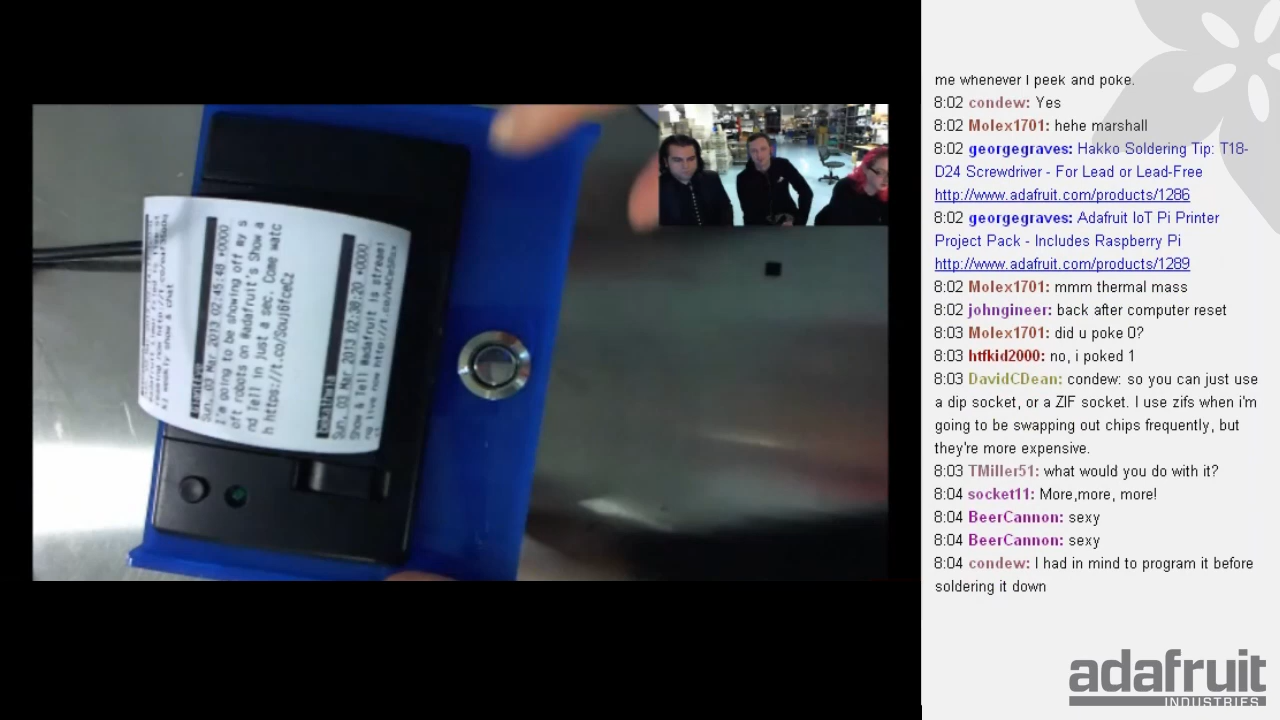 Sun, 03 Mar 2013 02:45:48 +0000
I'm going to be showing off my s
oft robots on @adafruit's Show a
nd Tell in just a sec. Come watc
h https://t.co/Souj6fceCz
Sun, 03 Mar 2013 02:38:20 +0000
Show & Tell @adafruit is streami
ng live now
me whenever I peek and poke.
8:02 condew: Yes
8:02 Molex1701: hehe marshall
8:02 georgegraves: Hakko Soldering Tip: T18-
D24 Screwdriver - For Lead or Lead-Free
http://www.adafruit.com/products/1286
8:02 georgegraves: Adafruit IoT Pi Printer
Project Pack - Includes Raspberry Pi
http://www.adafruit.com/products/1289
8:02 Molex1701: mmm thermal mass
8:02 johngineer: back after computer reset
8:03 Molex1701: did u poke 0?
8:03 htfkid2000: no, i poked 1
8:03 DavidCDean: condew: so you can just use
a dip socket, or a ZIF socket. I use zifs when i'm
going to be swapping out chips frequently, but
they're more expensive.
8:03 TMiller51: what would you do with it?
8:04 socket11: More,more, more!
8:04 BeerCannon: sexy
8:04 BeerCannon: sexy
8:04 condew: I had in mind to program it before
soldering it down
adafruit
INDUSTRIES